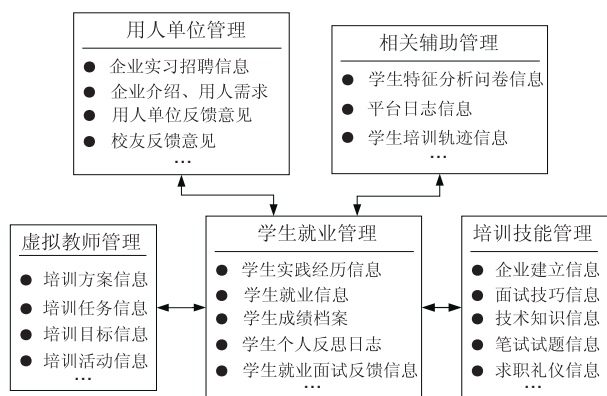 用人单位管理
● 企业实习招聘信息
● 企业介绍、用人需求
● 用人单位反馈意见
● 校友反馈意见
...
相关辅助管理
● 学生特征分析问卷信息
● 平台日志信息
● 学生培训轨迹信息
...
虚拟教师管理
● 培训方案信息
● 培训任务信息
● 培训目标信息
● 培训活动信息
...
学生就业管理
● 学生实践经历信息
● 学生就业信息
● 学生成绩档案
● 学生个人反思日志
● 学生就业面试反馈信息
...
培训技能管理
● 企业建立信息
● 面试技巧信息
● 技术知识信息
● 笔试试题信息
● 求职礼仪信息
...